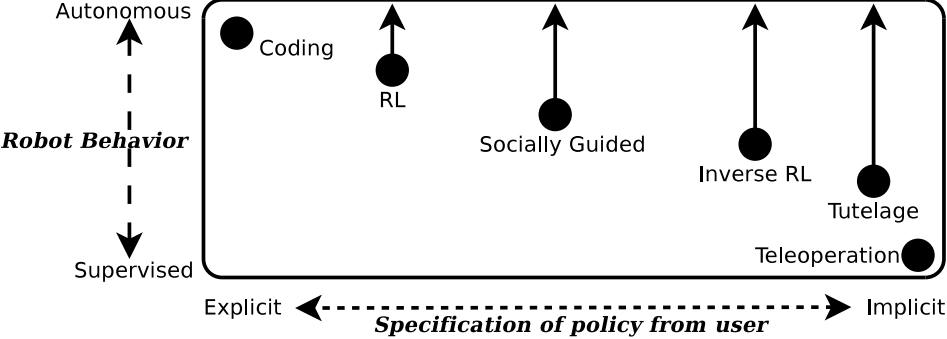 Autonomous
Coding
RL
Robot Behavior
Socially Guided
Inverse RL
Tutelage
Teleoperation
Supervised
Explicit
Implicit
Specification of policy from user